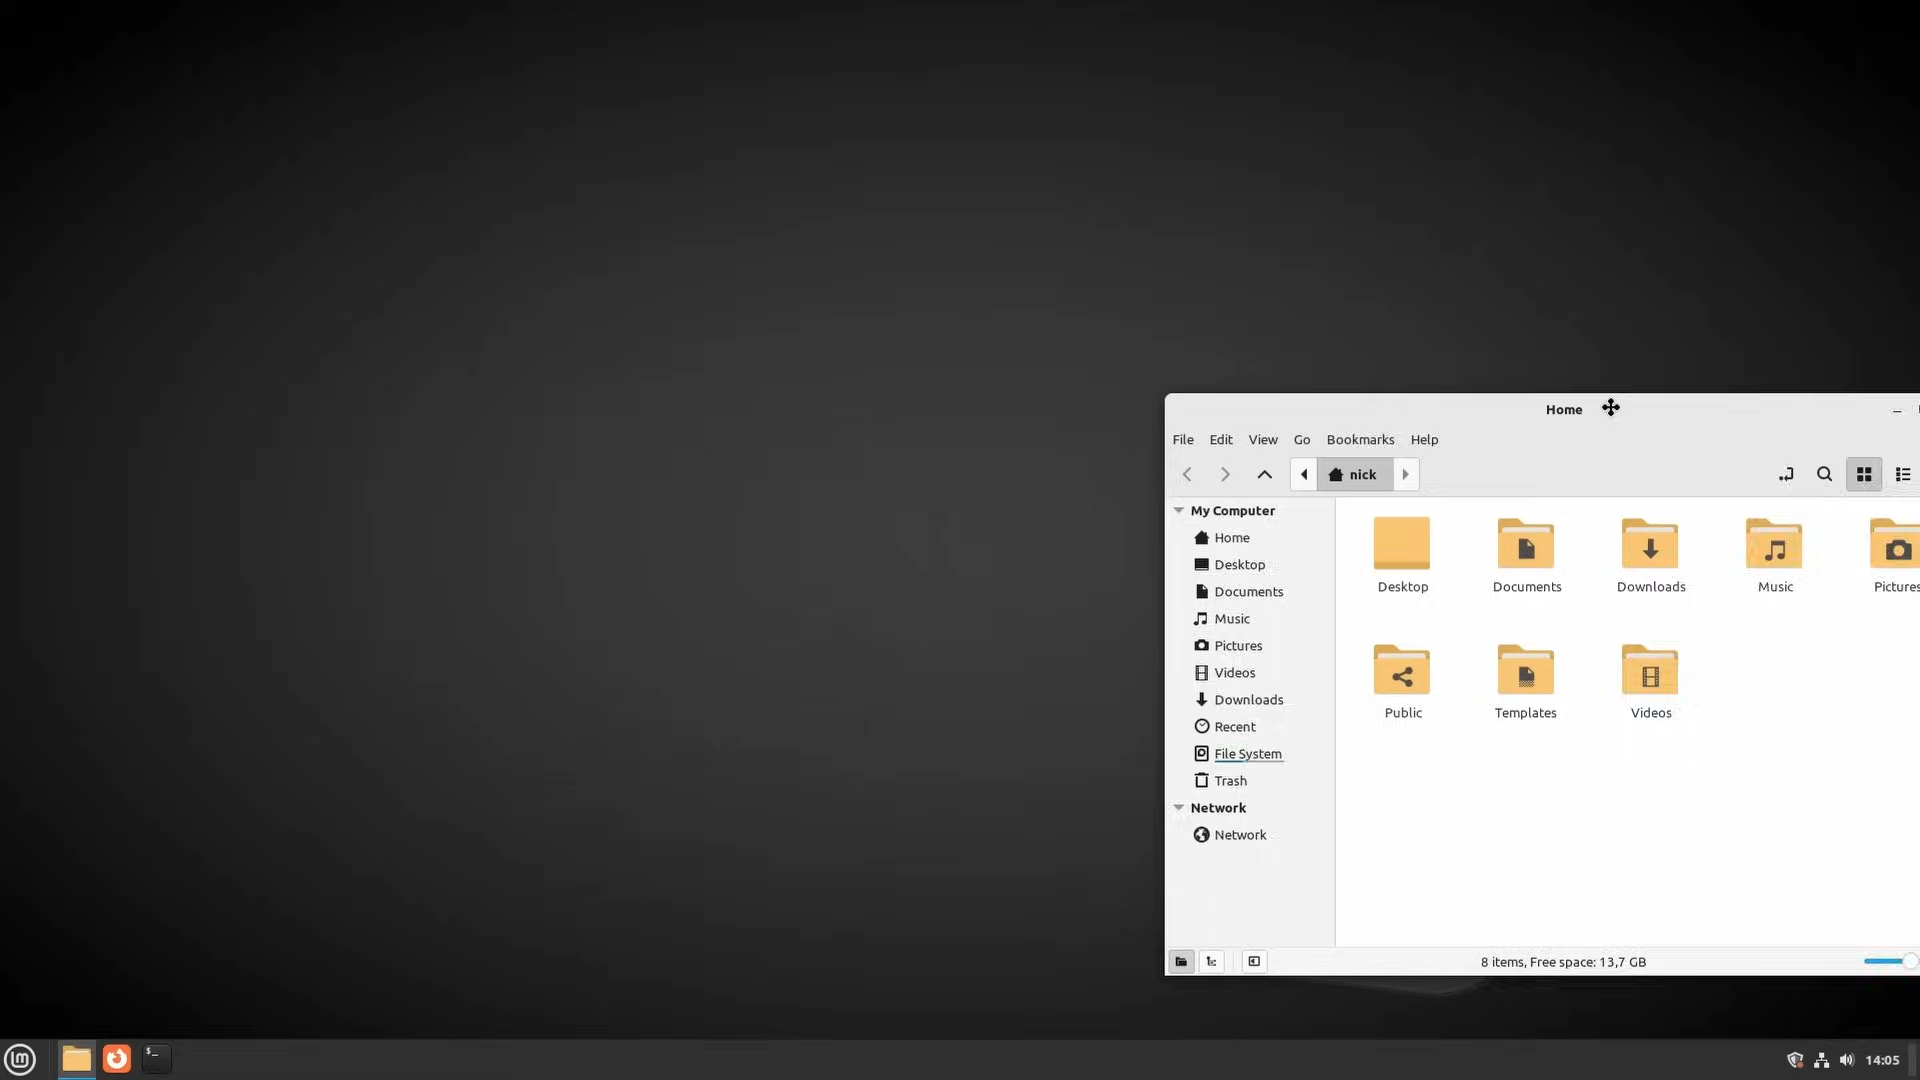 Home
File Edit View Go Bookmarks Help
nick
My Computer
Home
Desktop
Documents
Music
Pictures
Videos
Downloads
Recent
File System
Trash
Network
Network
Desktop Documents Downloads Music Pictures
Public Templates Videos
8 items, Free space: 13,7 GB
lm
$_
14:05